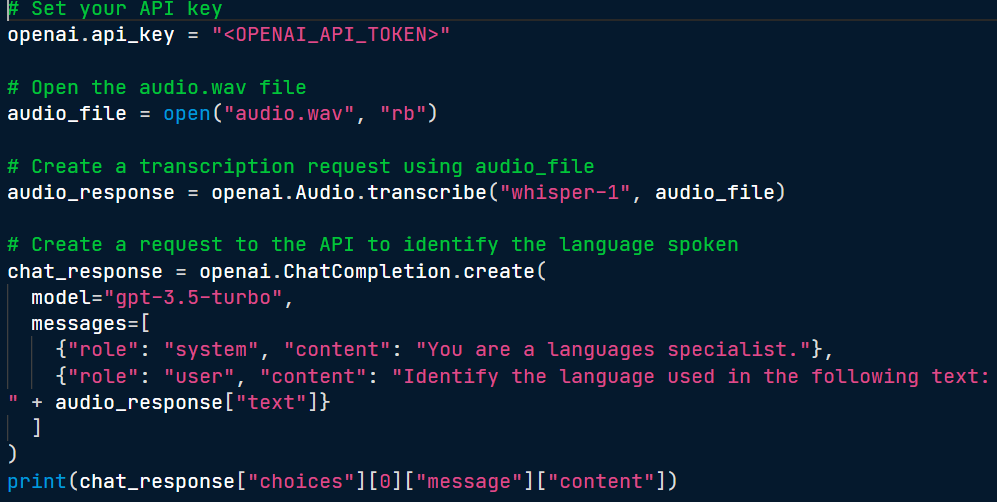 # Set your API key
openai.api_key = "<OPENAI_API_TOKEN>"
# Open the audio.wav file
audio_file = open("audio.wav", "rb")
# Create a transcription request using audio_file
audio_response = openai.Audio.transcribe("whisper-1", audio_file)
# Create a request to the API to identify the language spoken
chat_response = openai.ChatCompletion.create(
  model="gpt-3.5-turbo",
  messages=[
    {"role": "system", "content": "You are a languages specialist."},
    {"role": "user", "content": "Identify the language used in the following text:
" + audio_response["text"]}
  ]
)
print(chat_response["choices"][0]["message"]["content"])